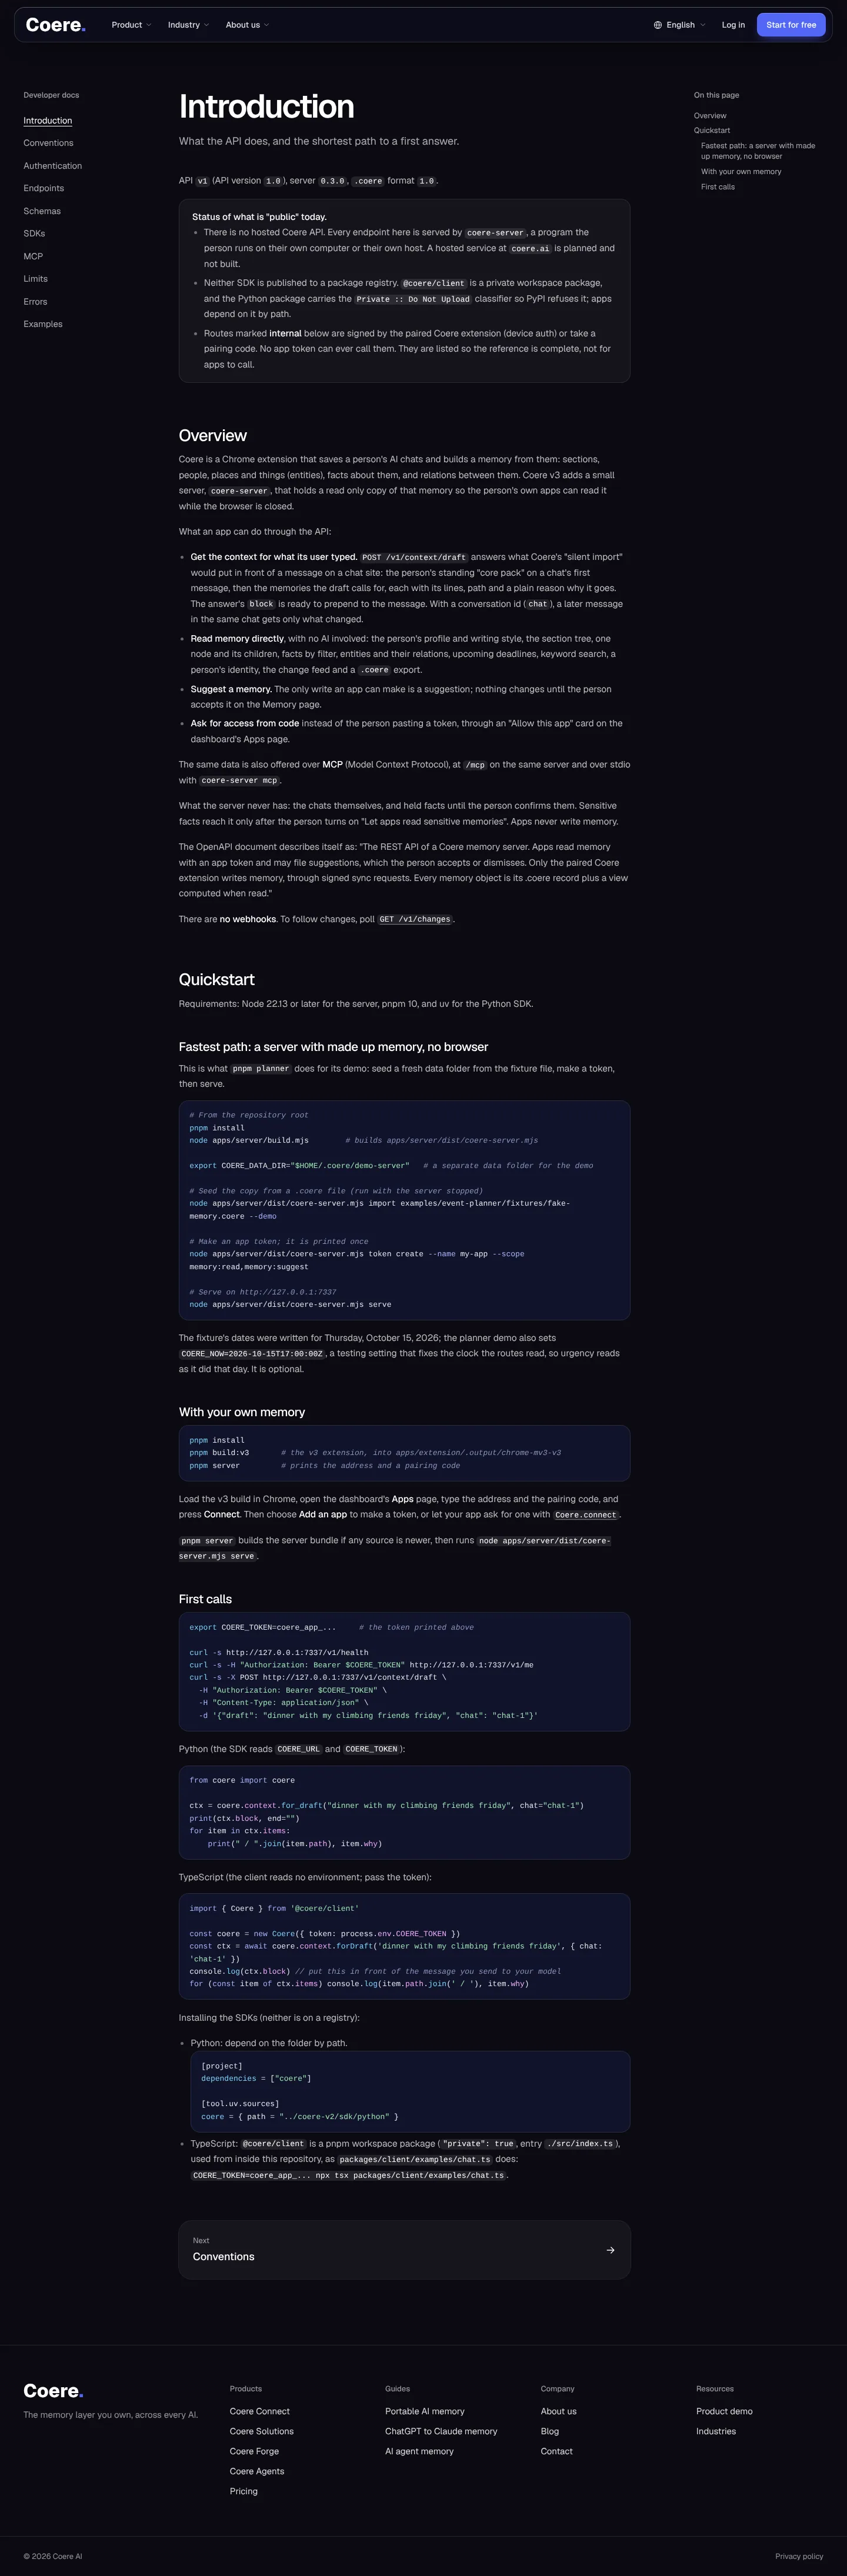 Coere.
Product
Industry
About us
English
Log in
Start for free
Developer docs
Introduction
Conventions
Authentication
Endpoints
Schemas
SDKs
MCP
Limits
Errors
Examples
Introduction
What the API does, and the shortest path to a first answer.
API v1 (API version 1.0), server 0.3.0, .coere format 1.0.
Status of what is "public" today.
There is no hosted Coere API. Every endpoint here is served by coere-server, a program the
person runs on their own computer or their own host. A hosted service at coere.ai is planned and
not built.
Neither SDK is published to a package registry. @coere/client is a private workspace package,
and the Python package carries the Private :: Do Not Upload classifier so PyPI refuses it; apps
depend on it by path.
Routes marked internal below are signed by the paired Coere extension (device auth) or take a
pairing code. No app token can ever call them. They are listed so the reference is complete, not for
apps to call.
On this page
Overview
Quickstart
Fastest path: a server with made
up memory, no browser
With your own memory
First calls
Overview
Coere is a Chrome extension that saves a person's AI chats and builds a memory from them: sections,
people, places and things (entities), facts about them, and relations between them. Coere v3 adds a small
server, coere-server, that holds a read only copy of that memory so the person's own apps can read it
while the browser is closed.
What an app can do through the API:
Get the context for what its user typed. POST /v1/context/draft answers what Coere's "silent import"
would put in front of a message on a chat site: the person's standing "core pack" on a chat's first
message, then the memories the draft calls for, each with its lines, path and a plain reason why it goes.
The answer's block is ready to prepend to the message. With a conversation id (chat), a later message
in the same chat gets only what changed.
Read memory directly, with no AI involved: the person's profile and writing style, the section tree, one
node and its children, facts by filter, entities and their relations, upcoming deadlines, keyword search, a
person's identity, the change feed and a .coere export.
Suggest a memory. The only write an app can make is a suggestion; nothing changes until the person
accepts it on the Memory page.
Ask for access from code instead of the person pasting a token, through an "Allow this app" card on the
dashboard's Apps page.
The same data is also offered over MCP (Model Context Protocol), at /mcp on the same server and over stdio
with coere-server mcp.
What the server never has: the chats themselves, and held facts until the person confirms them. Sensitive
facts reach it only after the person turns on "Let apps read sensitive memories". Apps never write memory.
The OpenAPI document describes itself as: "The REST API of a Coere memory server. Apps read memory
with an app token and may file suggestions, which the person accepts or dismisses. Only the paired Coere
extension writes memory, through signed sync requests. Every memory object is its .coere record plus a view
computed when read."
There are no webhooks. To follow changes, poll GET /v1/changes.
Quickstart
Requirements: Node 22.13 or later for the server, pnpm 10, and uv for the Python SDK.
Fastest path: a server with made up memory, no browser
This is what pnpm planner does for its demo: seed a fresh data folder from the fixture file, make a token,
then serve.
# From the repository root
pnpm install
node apps/server/build.mjs        # builds apps/server/dist/coere-server.mjs
export COERE_DATA_DIR="$HOME/.coere/demo-server"   # a separate data folder for the demo
# Seed the copy from a .coere file (run with the server stopped)
node apps/server/dist/coere-server.mjs import examples/event-planner/fixtures/fake-
memory.coere --demo
# Make an app token; it is printed once
node apps/server/dist/coere-server.mjs token create --name my-app --scope
memory:read,memory:suggest
# Serve on http://127.0.0.1:7337
node apps/server/dist/coere-server.mjs serve
The fixture's dates were written for Thursday, October 15, 2026; the planner demo also sets
COERE_NOW=2026-10-15T17:00:00Z, a testing setting that fixes the clock the routes read, so urgency reads
as it did that day. It is optional.
With your own memory
pnpm install
pnpm build:v3       # the v3 extension, into apps/extension/.output/chrome-mv3-v3
pnpm server         # prints the address and a pairing code
Load the v3 build in Chrome, open the dashboard's Apps page, type the address and the pairing code, and
press Connect. Then choose Add an app to make a token, or let your app ask for one with Coere.connect.
pnpm server builds the server bundle if any source is newer, then runs node apps/server/dist/coere-
server.mjs serve.
First calls
export COERE_TOKEN=coere_app_...     # the token printed above
curl -s http://127.0.0.1:7337/v1/health
curl -s -H "Authorization: Bearer $COERE_TOKEN" http://127.0.0.1:7337/v1/me
curl -s -X POST http://127.0.0.1:7337/v1/context/draft \
-H "Authorization: Bearer $COERE_TOKEN" \
-H "Content-Type: application/json" \
-d '{"draft": "dinner with my climbing friends friday", "chat": "chat-1"}'
Python (the SDK reads COERE_URL and COERE_TOKEN):
from coere import coere
ctx = coere.context.for_draft("dinner with my climbing friends friday", chat="chat-1")
print(ctx.block, end="")
for item in ctx.items:
print(" / ".join(item.path), item.why)
TypeScript (the client reads no environment; pass the token):
import { Coere } from '@coere/client'
const coere = new Coere({ token: process.env.COERE_TOKEN })
const ctx = await coere.context.forDraft('dinner with my climbing friends friday', { chat:
'chat-1' })
console.log(ctx.block) // put this in front of the message you send to your model
for (const item of ctx.items) console.log(item.path.join(' / '), item.why)
Installing the SDKs (neither is on a registry):
Python: depend on the folder by path.
[project]
dependencies = ["coere"]
[tool.uv.sources]
coere = { path = "../coere-v2/sdk/python" }
TypeScript: @coere/client is a pnpm workspace package ("private": true, entry ./src/index.ts),
used from inside this repository, as packages/client/examples/chat.ts does:
COERE_TOKEN=coere_app_... npx tsx packages/client/examples/chat.ts.
Next
Conventions
Coere.
The memory layer you own, across every AI.
Products
Coere Connect
Coere Solutions
Coere Forge
Coere Agents
Pricing
Guides
Portable AI memory
ChatGPT to Claude memory
AI agent memory
Company
About us
Blog
Contact
Resources
Product demo
Industries
© 2026 Coere AI
Privacy policy